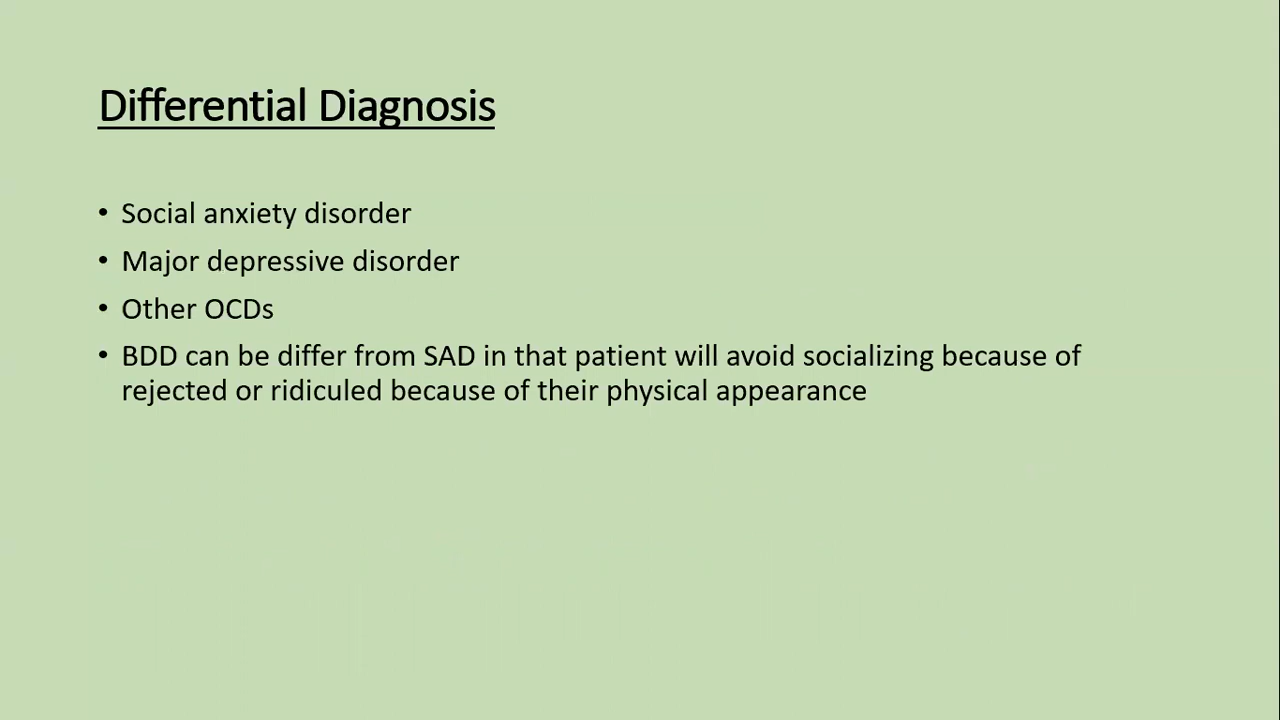 Differential Diagnosis
• Social anxiety disorder
• Major depressive disorder
• Other OCDs
• BDD can be differ from SAD in that patient will avoid socializing because of
rejected or ridiculed because of their physical appearance